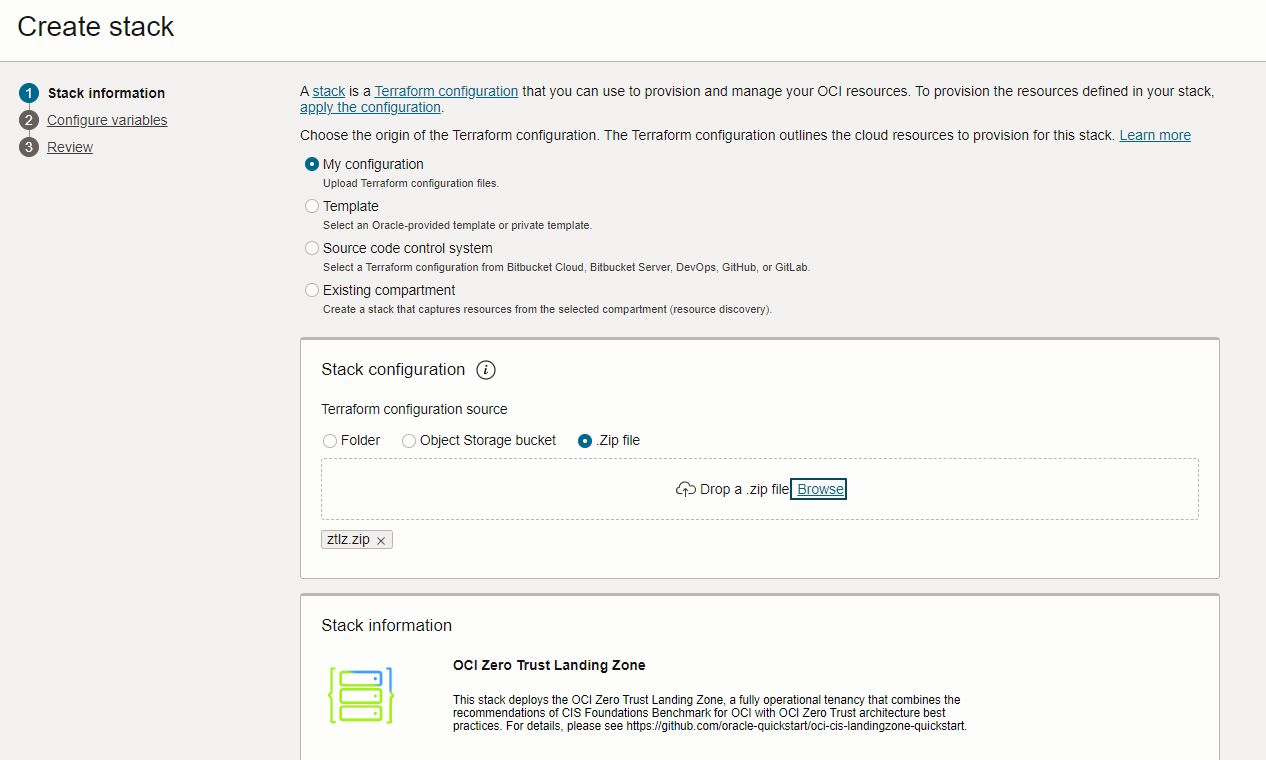 Create stack
1 Stack information
2 Configure variables
3 Review
A stack is a Terraform configuration that you can use to provision and manage your OCI resources. To provision the resources defined in your stack,
apply the configuration.
Choose the origin of the Terraform configuration. The Terraform configuration outlines the cloud resources to provision for this stack. Learn more
My configuration
Upload Terraform configuration files.
Template
Select an Oracle-provided template or private template.
Source code control system
Select a Terraform configuration from Bitbucket Cloud, Bitbucket Server, DevOps, GitHub, or GitLab.
Existing compartment
Create a stack that captures resources from the selected compartment (resource discovery).
Stack configuration i
Terraform configuration source
Folder Object Storage bucket .Zip file
Drop a .zip file Browse
ztlz.zip ×
Stack information
OCI Zero Trust Landing Zone
This stack deploys the OCI Zero Trust Landing Zone, a fully operational tenancy that combines the
recommendations of CIS Foundations Benchmark for OCI with OCI Zero Trust architecture best
practices. For details, please see https://github.com/oracle-quickstart/oci-cis-landingzone-quickstart.